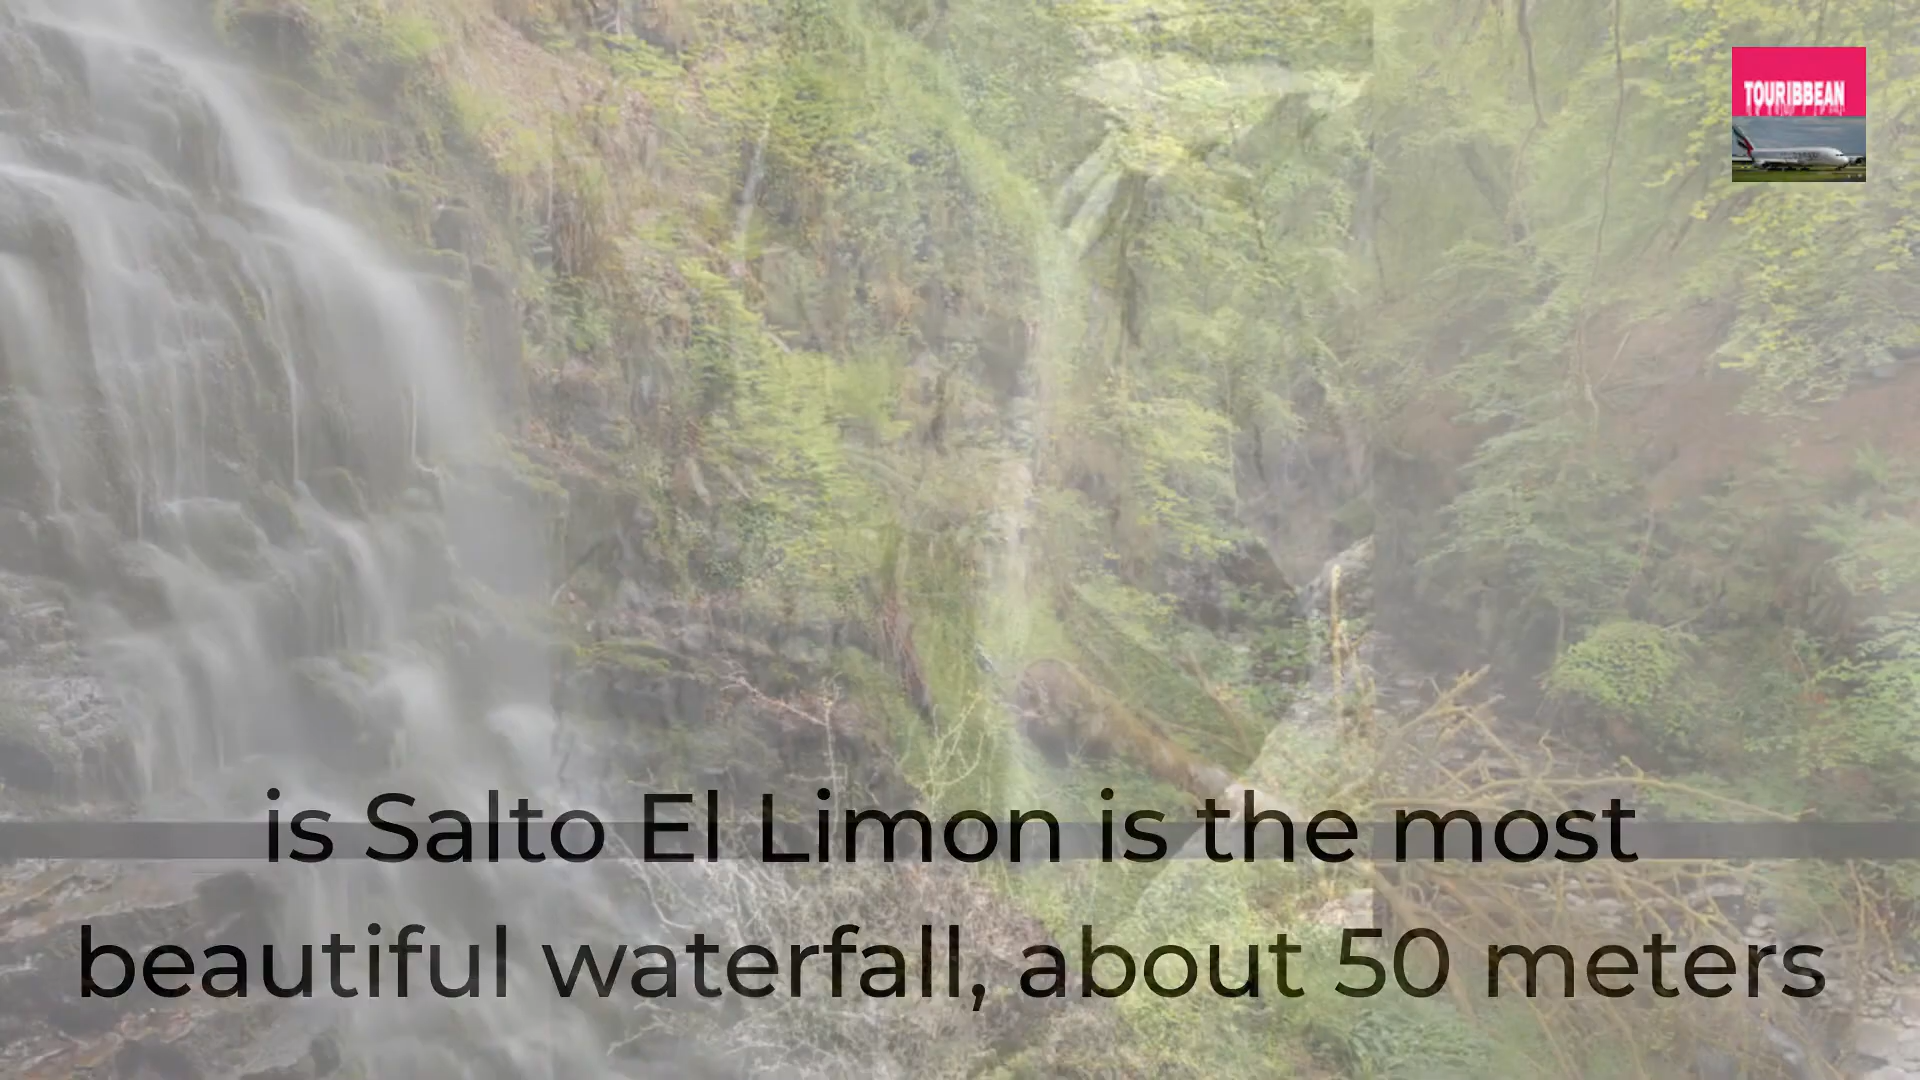 TOURIBBEAN
is Salto El Limon is the most
beautiful waterfall, about 50 meters